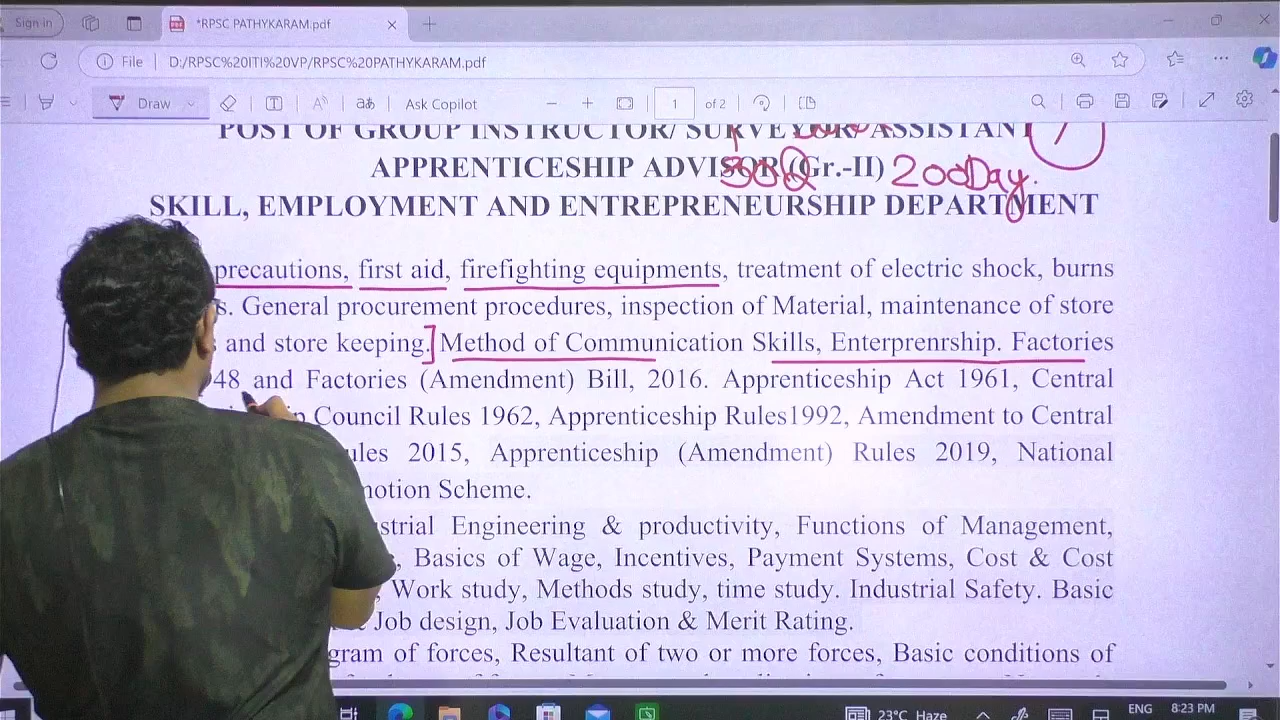 Sign in
*RPSC PATHYKARAM.pdf
File D:/RPSC%20ITI%20VP/RPSC%20PATHYKARAM.pdf
Draw
Ask Copilot
1 of 2
POST OF GROUP INSTRUCTOR/ SURVEYOR/ ASSISTANT
APPRENTICESHIP ADVISOR (Gr.-II)
30Q 200Day.
SKILL, EMPLOYMENT AND ENTREPRENEURSHIP DEPARTMENT
precautions, first aid, firefighting equipments, treatment of electric shock, burns
s. General procurement procedures, inspection of Material, maintenance of store
and store keeping.] Method of Communication Skills, Enterprenrship. Factories
948 and Factories (Amendment) Bill, 2016. Apprenticeship Act 1961, Central
p Council Rules 1962, Apprenticeship Rules1992, Amendment to Central
ules 2015, Apprenticeship (Amendment) Rules 2019, National
motion Scheme.
ustrial Engineering & productivity, Functions of Management,
, Basics of Wage, Incentives, Payment Systems, Cost & Cost
, Work study, Methods study, time study. Industrial Safety. Basic
Job design, Job Evaluation & Merit Rating.
gram of forces, Resultant of two or more forces, Basic conditions of
23°C Haze
ENG 8:23 PM